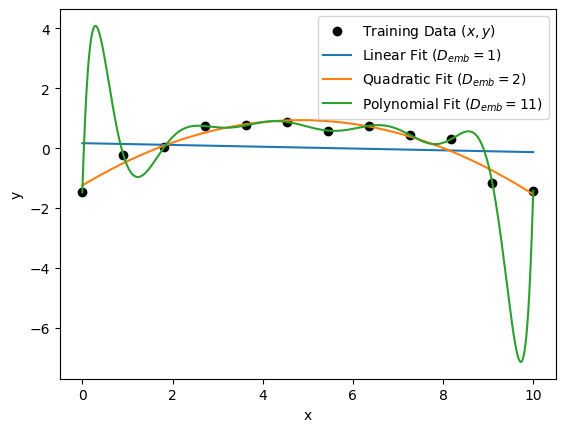 Training Data (x, y)
Linear Fit (D_emb = 1)
Quadratic Fit (D_emb = 2)
Polynomial Fit (D_emb = 11)
4
2
0
−2
−4
−6
y
0
2
4
6
8
10
x